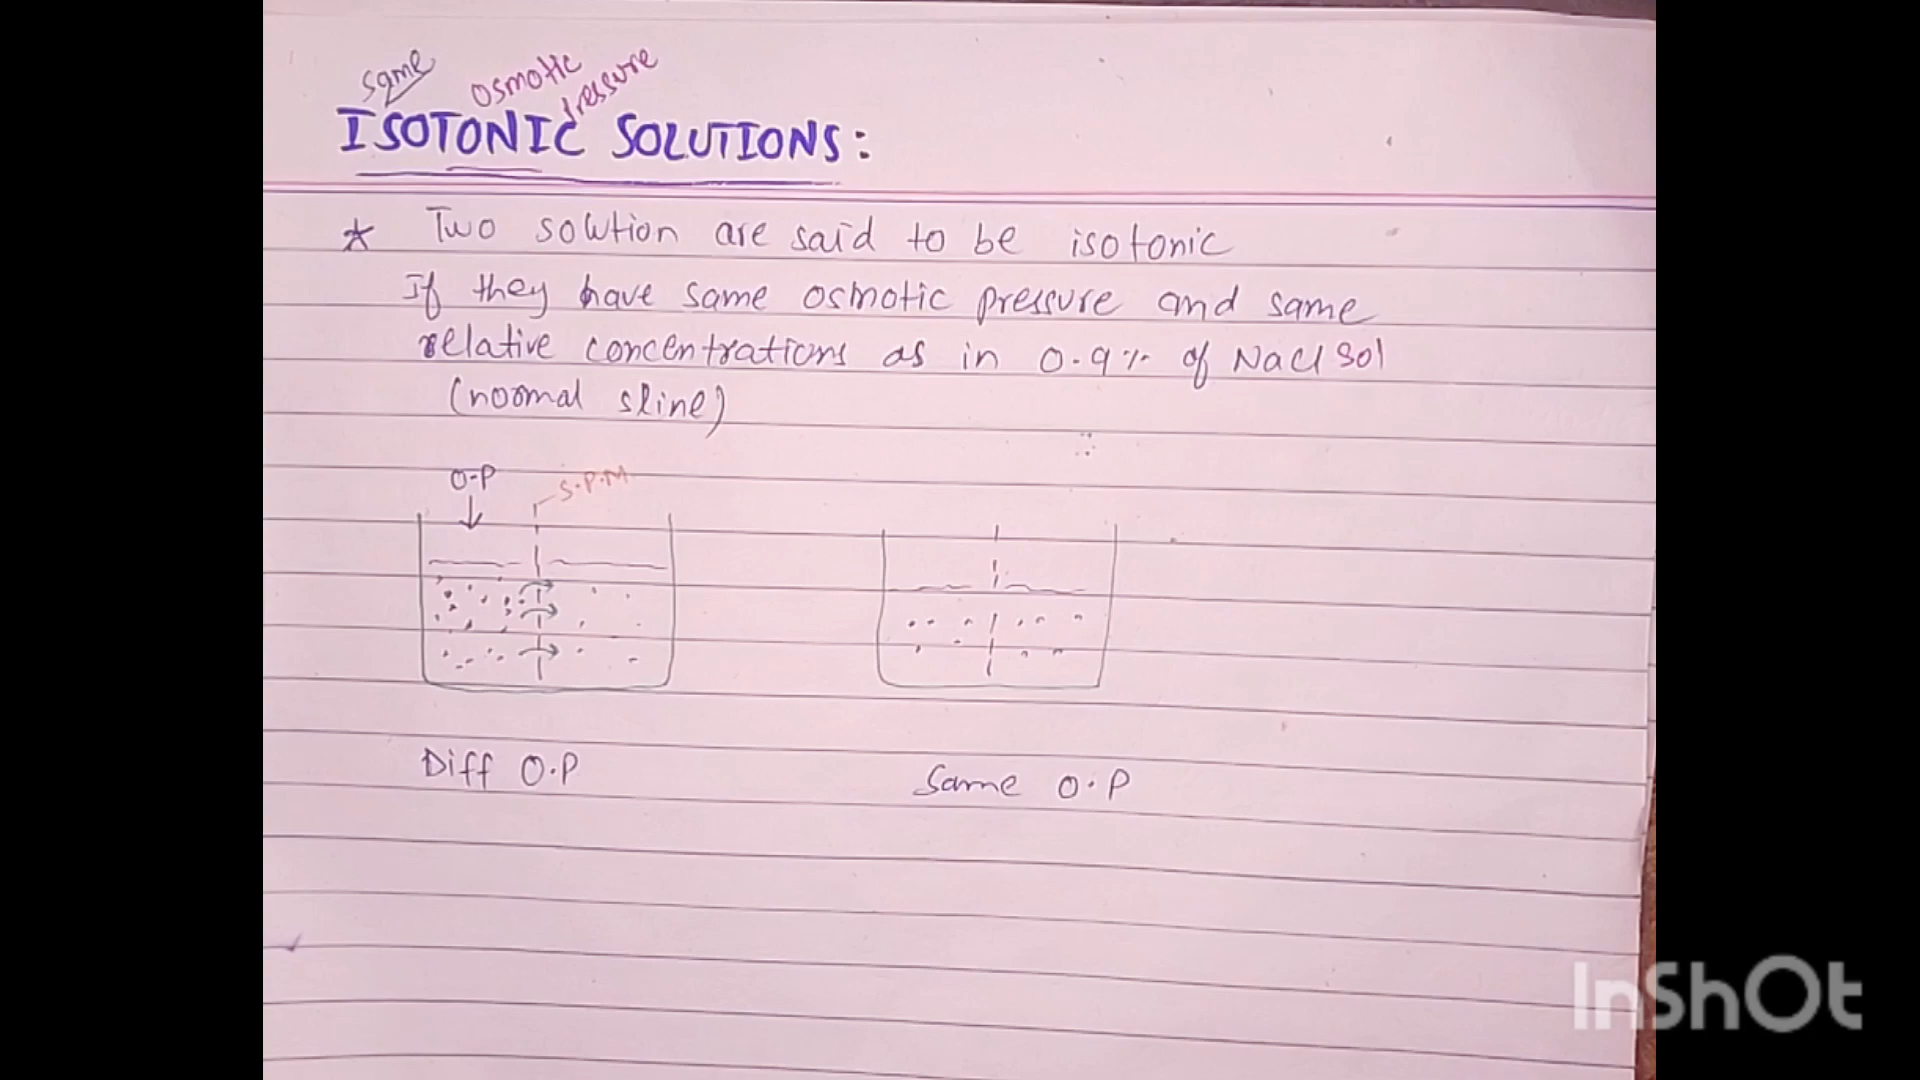 same osmotic pressure
ISOTONIC SOLUTIONS:
* Two solution are said to be isotonic
If they have same osmotic pressure and same
relative concentrations as in 0.9% of NaCl Sol
(normal sline)
O.P
S.P.M
Diff O.P
Same O.P
InShOt